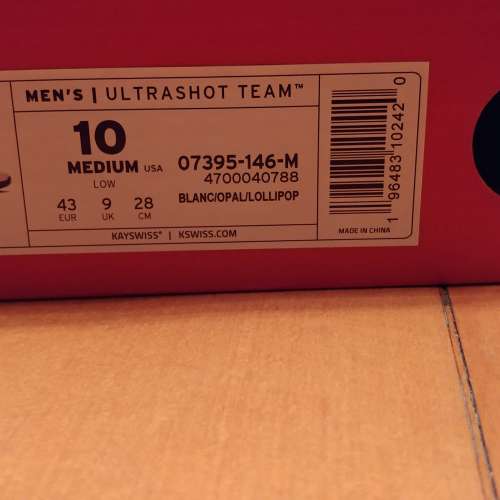 MEN'S | ULTRASHOT TEAM™
10
MEDIUM USA
LOW
43 9 28
EUR UK CM
07395-146-M
4700040788
BLANC/OPAL/LOLLIPOP
KAYSWISS® | KSWISS.COM
1 96483 10242 0
MADE IN CHINA